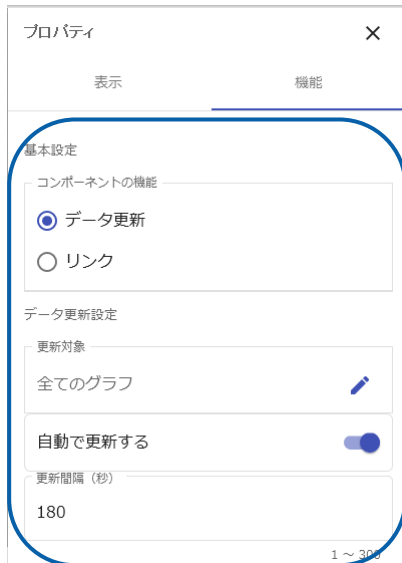 プロパティ
表示 機能
基本設定
コンポーネントの機能
データ更新
リンク
データ更新設定
更新対象
全てのグラフ
自動で更新する
更新間隔（秒）
180
1 ～ 300